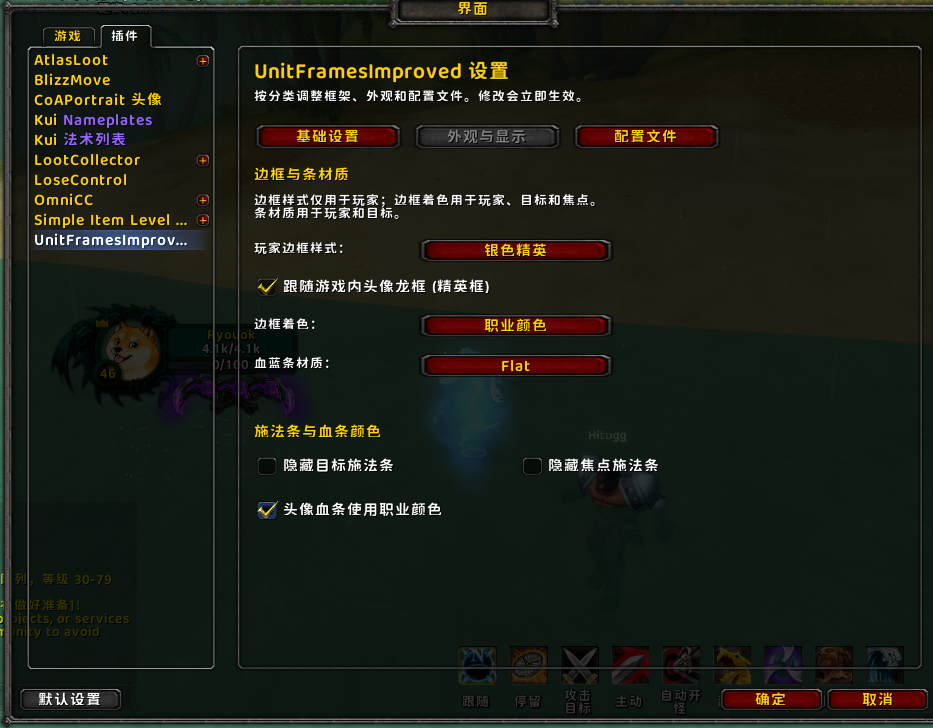 界面
游戏
插件
AtlasLoot
BlizzMove
CoAPortrait 头像
Kui Nameplates
Kui 法术列表
LootCollector
LoseControl
OmniCC
Simple Item Level ...
UnitFramesImprov...
UnitFramesImproved 设置
按分类调整框架、外观和配置文件。修改会立即生效。
基础设置
外观与显示
配置文件
边框与条材质
边框样式仅用于玩家；边框着色用于玩家、目标和焦点。
条材质用于玩家和目标。
玩家边框样式:
银色精英
跟随游戏内头像龙框 (精英框)
边框着色:
职业颜色
血蓝条材质:
Flat
Ryouok
4.1k/4.1k
0/100
46
施法条与血条颜色
Hitugg
隐藏目标施法条
隐藏焦点施法条
头像血条使用职业颜色
列，等级 30-79
做好准备]!
objects, or services
munity to avoid
跟随
停留
攻击
目标
主动
自动开
怪
默认设置
确定
取消